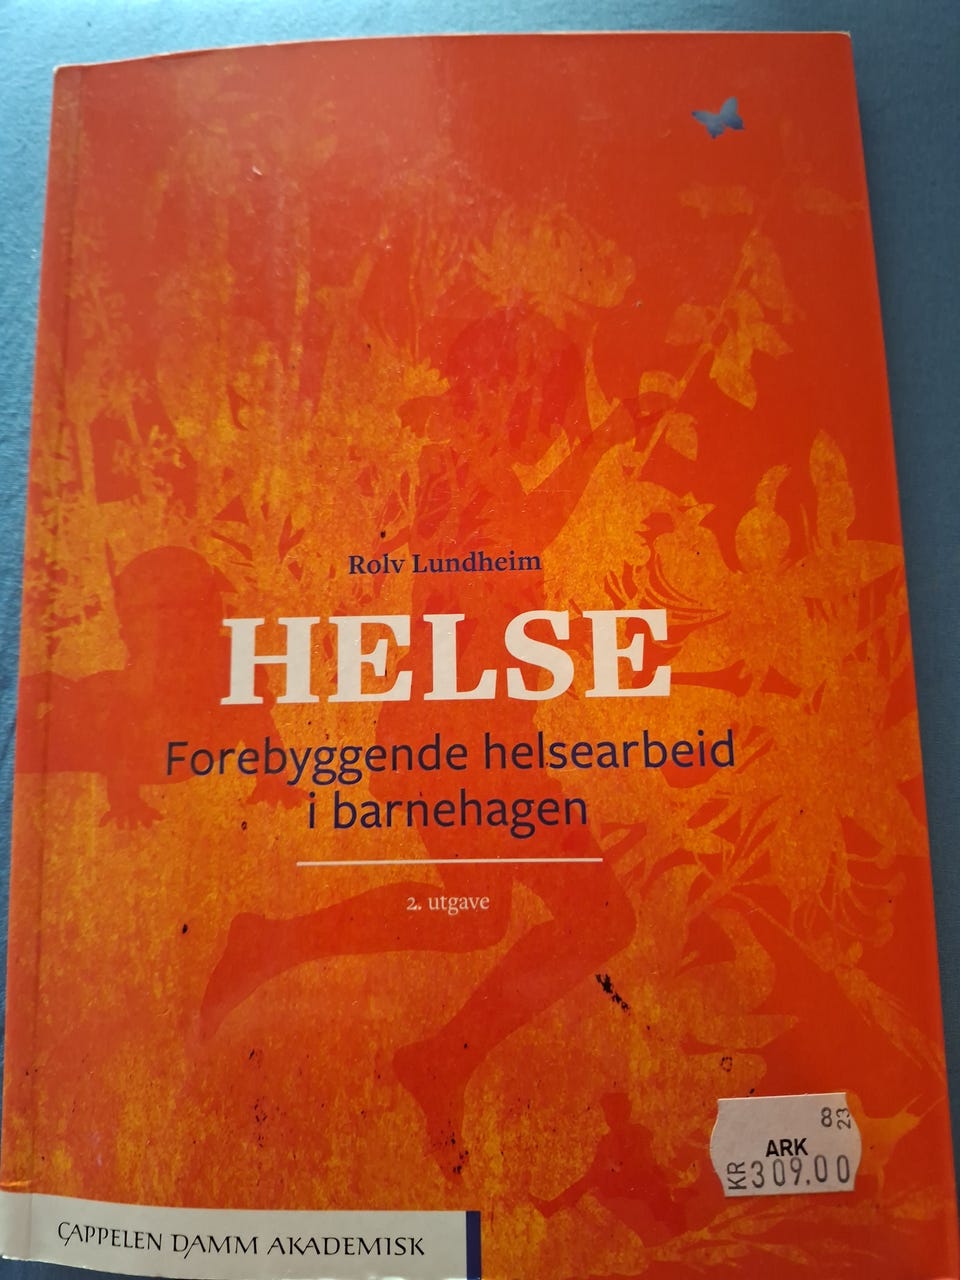 Rolv Lundheim
HELSE
Forebyggende helsearbeid
i barnehagen
2. utgave
8 23
ARK
KR 309.00
CAPPELEN DAMM AKADEMISK